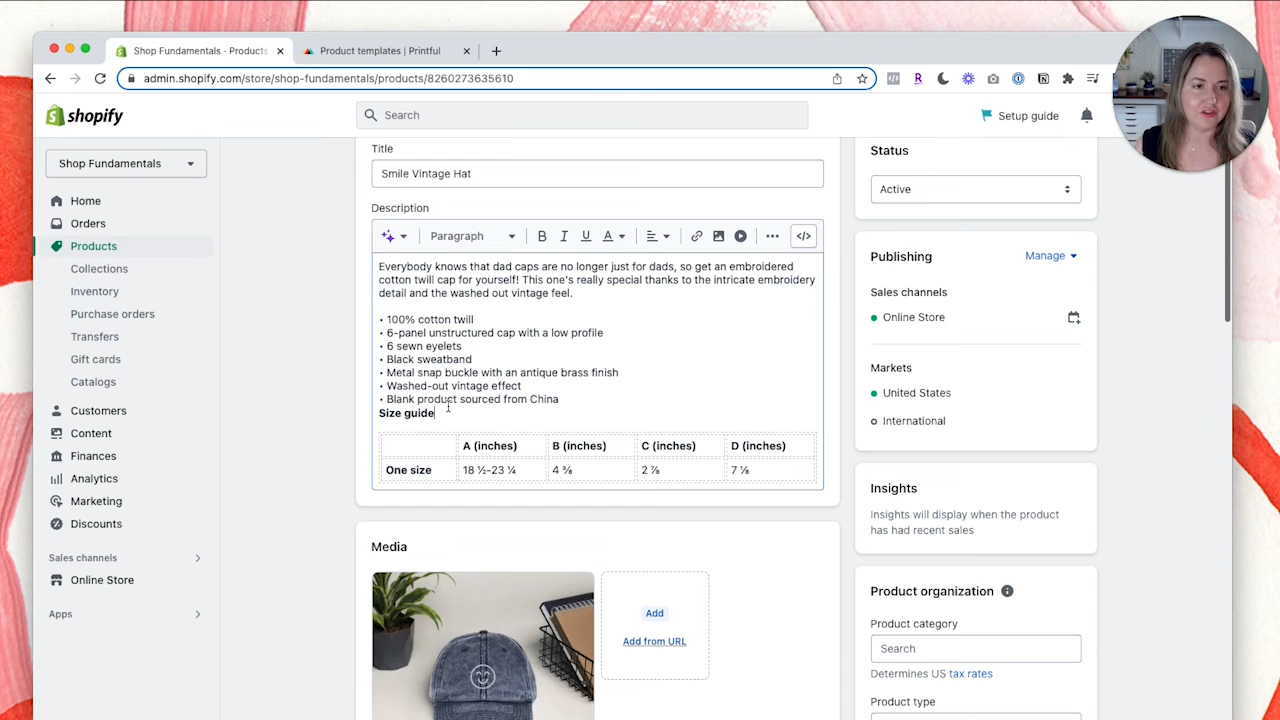 Shop Fundamentals · Products
Product templates | Printful
admin.shopify.com/store/shop-fundamentals/products/8260273635610
shopify
Search
Setup guide
Shop Fundamentals
Home
Orders
Products
Collections
Inventory
Purchase orders
Transfers
Gift cards
Catalogs
Customers
Content
Finances
Analytics
Marketing
Discounts
Sales channels
Online Store
Apps
Title
Smile Vintage Hat
Description
Paragraph B I U A </>
Everybody knows that dad caps are no longer just for dads, so get an embroidered
cotton twill cap for yourself! This one's really special thanks to the intricate embroidery
detail and the washed out vintage feel.
• 100% cotton twill
• 6-panel unstructured cap with a low profile
• 6 sewn eyelets
• Black sweatband
• Metal snap buckle with an antique brass finish
• Washed-out vintage effect
• Blank product sourced from China
Size guide
A (inches) B (inches) C (inches) D (inches)
One size 18 ½-23 ¼ 4 ⅜ 2 ⅞ 7 ⅛
Media
Add
Add from URL
Status
Active
Publishing
Manage
Sales channels
Online Store
Markets
United States
International
Insights
Insights will display when the product
has had recent sales
Product organization
Product category
Search
Determines US tax rates
Product type